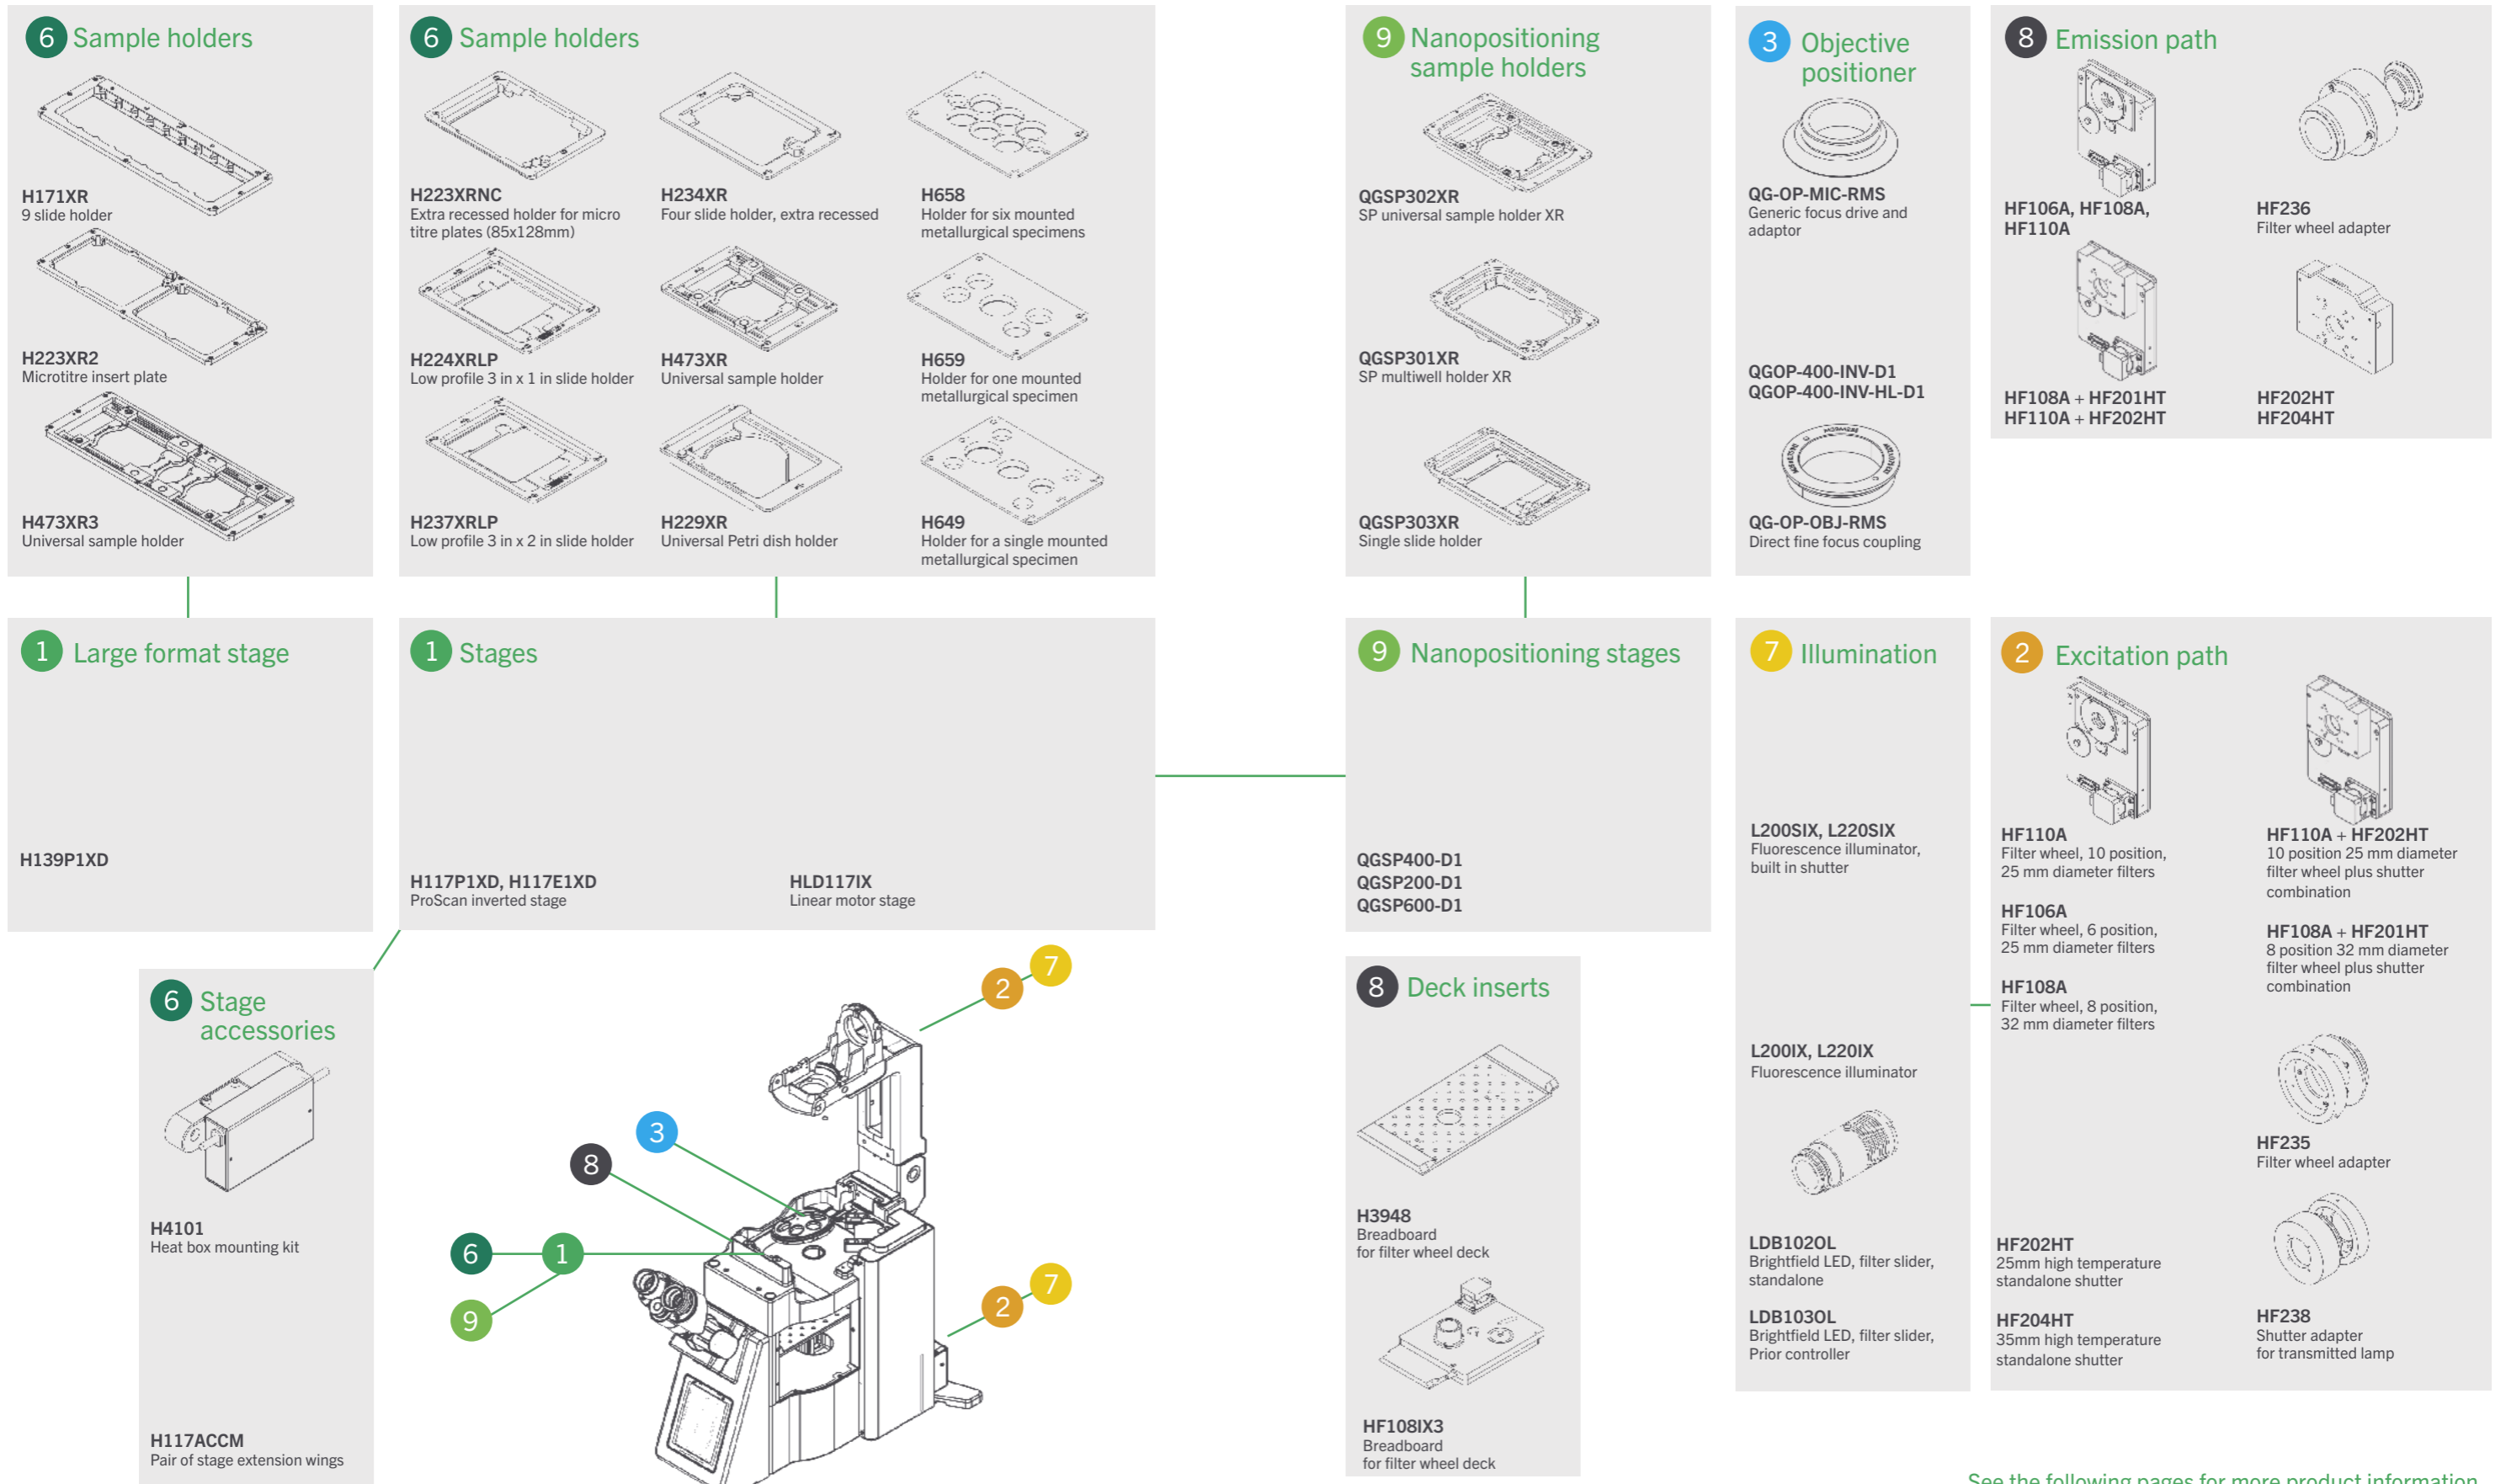 6 Sample holders
H171XR
9 slide holder
H223XR2
Microtitre insert plate
H473XR3
Universal sample holder
6 Sample holders
H223XRNC
Extra recessed holder for micro
titre plates (85x128mm)
H234XR
Four slide holder, extra recessed
H658
Holder for six mounted
metallurgical specimens
H224XRLP
Low profile 3 in x 1 in slide holder
H473XR
Universal sample holder
H659
Holder for one mounted
metallurgical specimen
H237XRLP
Low profile 3 in x 2 in slide holder
H229XR
Universal Petri dish holder
H649
Holder for a single mounted
metallurgical specimen
9 Nanopositioning
sample holders
QGSP302XR
SP universal sample holder XR
QGSP301XR
SP multiwell holder XR
QGSP303XR
Single slide holder
3 Objective
positioner
QG-OP-MIC-RMS
Generic focus drive and
adaptor
QGOP-400-INV-D1
QGOP-400-INV-HL-D1
QG-OP-OBJ-RMS
Direct fine focus coupling
8 Emission path
HF106A, HF108A,
HF110A
HF236
Filter wheel adapter
HF108A + HF201HT
HF110A + HF202HT
HF202HT
HF204HT
1 Large format stage
H139P1XD
1 Stages
H117P1XD, H117E1XD
ProScan inverted stage
HLD117IX
Linear motor stage
9 Nanopositioning stages
QGSP400-D1
QGSP200-D1
QGSP600-D1
7 Illumination
L200SIX, L220SIX
Fluorescence illuminator,
built in shutter
L200IX, L220IX
Fluorescence illuminator
LDB102OL
Brightfield LED, filter slider,
standalone
LDB103OL
Brightfield LED, filter slider,
Prior controller
2 Excitation path
HF110A
Filter wheel, 10 position,
25 mm diameter filters
HF106A
Filter wheel, 6 position,
25 mm diameter filters
HF108A
Filter wheel, 8 position,
32 mm diameter filters
HF110A + HF202HT
10 position 25 mm diameter
filter wheel plus shutter
combination
HF108A + HF201HT
8 position 32 mm diameter
filter wheel plus shutter
combination
HF235
Filter wheel adapter
HF202HT
25mm high temperature
standalone shutter
HF204HT
35mm high temperature
standalone shutter
HF238
Shutter adapter
for transmitted lamp
6 Stage
accessories
H4101
Heat box mounting kit
H117ACCM
Pair of stage extension wings
7
2
3
8
6
1
9
7
2
8 Deck inserts
H3948
Breadboard
for filter wheel deck
HF108IX3
Breadboard
for filter wheel deck
See the following pages for more product information